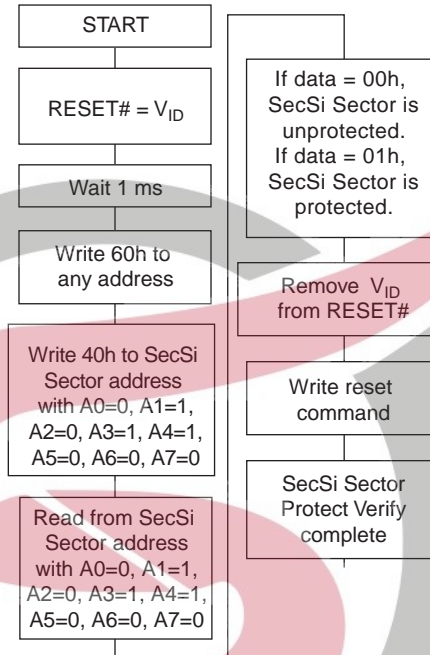 START
RESET# = VID
Wait 1 ms
Write 60h to
any address
Write 40h to SecSi
Sector address
with A0=0, A1=1,
A2=0, A3=1, A4=1,
A5=0, A6=0, A7=0
Read from SecSi
Sector address
with A0=0, A1=1,
A2=0, A3=1, A4=1,
A5=0, A6=0, A7=0
If data = 00h,
SecSi Sector is
unprotected.
If data = 01h,
SecSi Sector is
protected.
Remove VID
from RESET#
Write reset
command
SecSi Sector
Protect Verify
complete